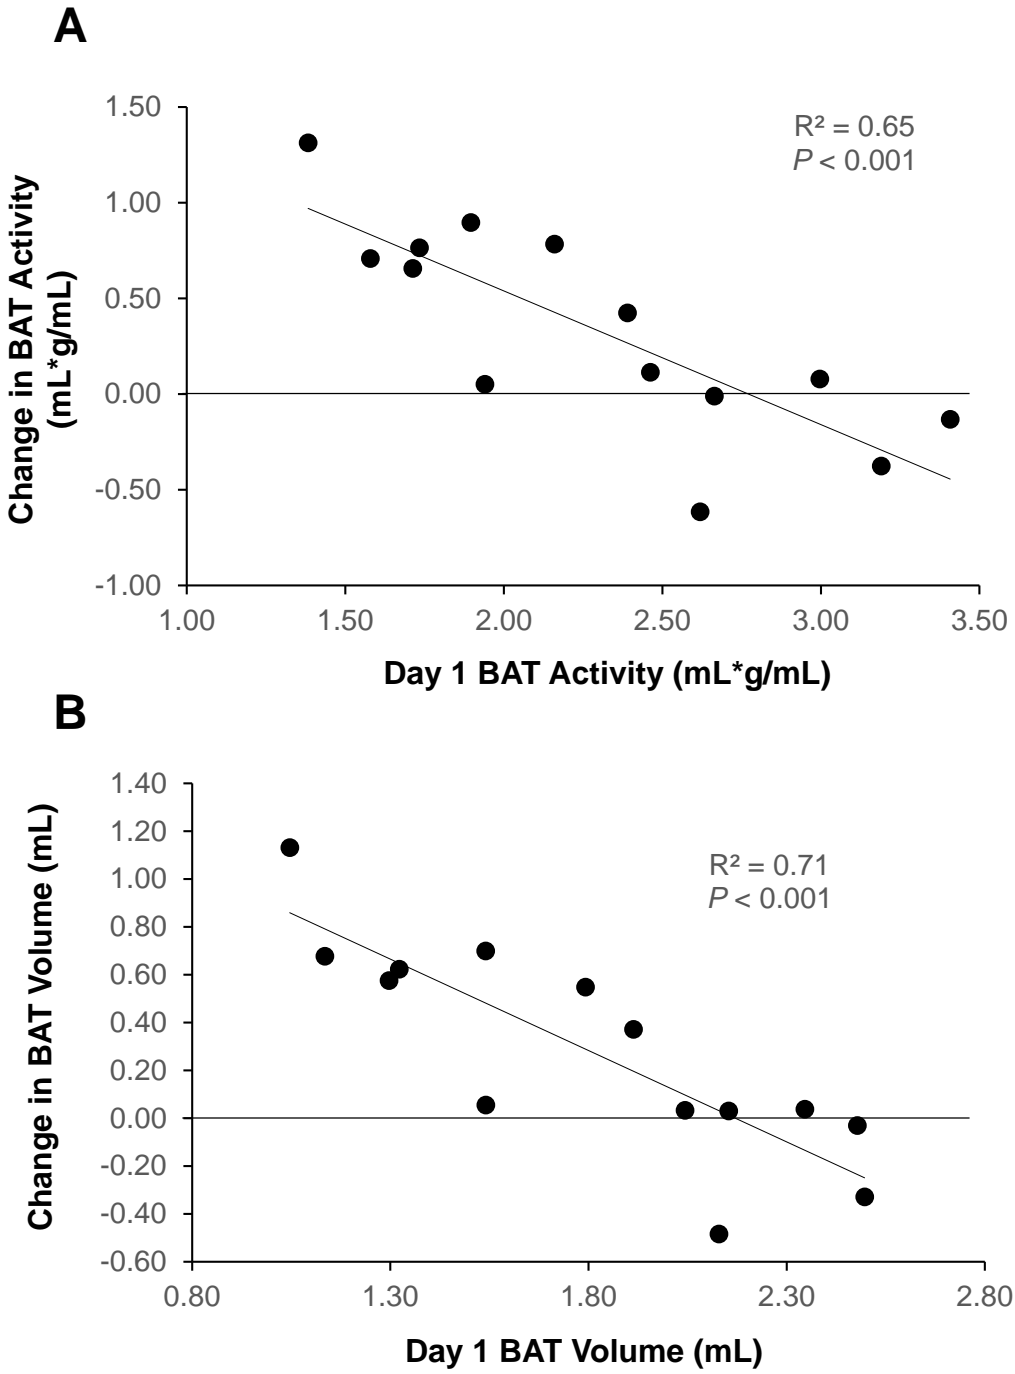 A
1.50
1.00
0.50
0.00
-0.50
-1.00
Change in BAT Activity
(mL*g/mL)
R² = 0.65
P < 0.001
1.00 1.50 2.00 2.50 3.00 3.50
Day 1 BAT Activity (mL*g/mL)
B
1.40
1.20
1.00
0.80
0.60
0.40
0.20
0.00
-0.20
-0.40
-0.60
Change in BAT Volume (mL)
R² = 0.71
P < 0.001
0.80 1.30 1.80 2.30 2.80
Day 1 BAT Volume (mL)